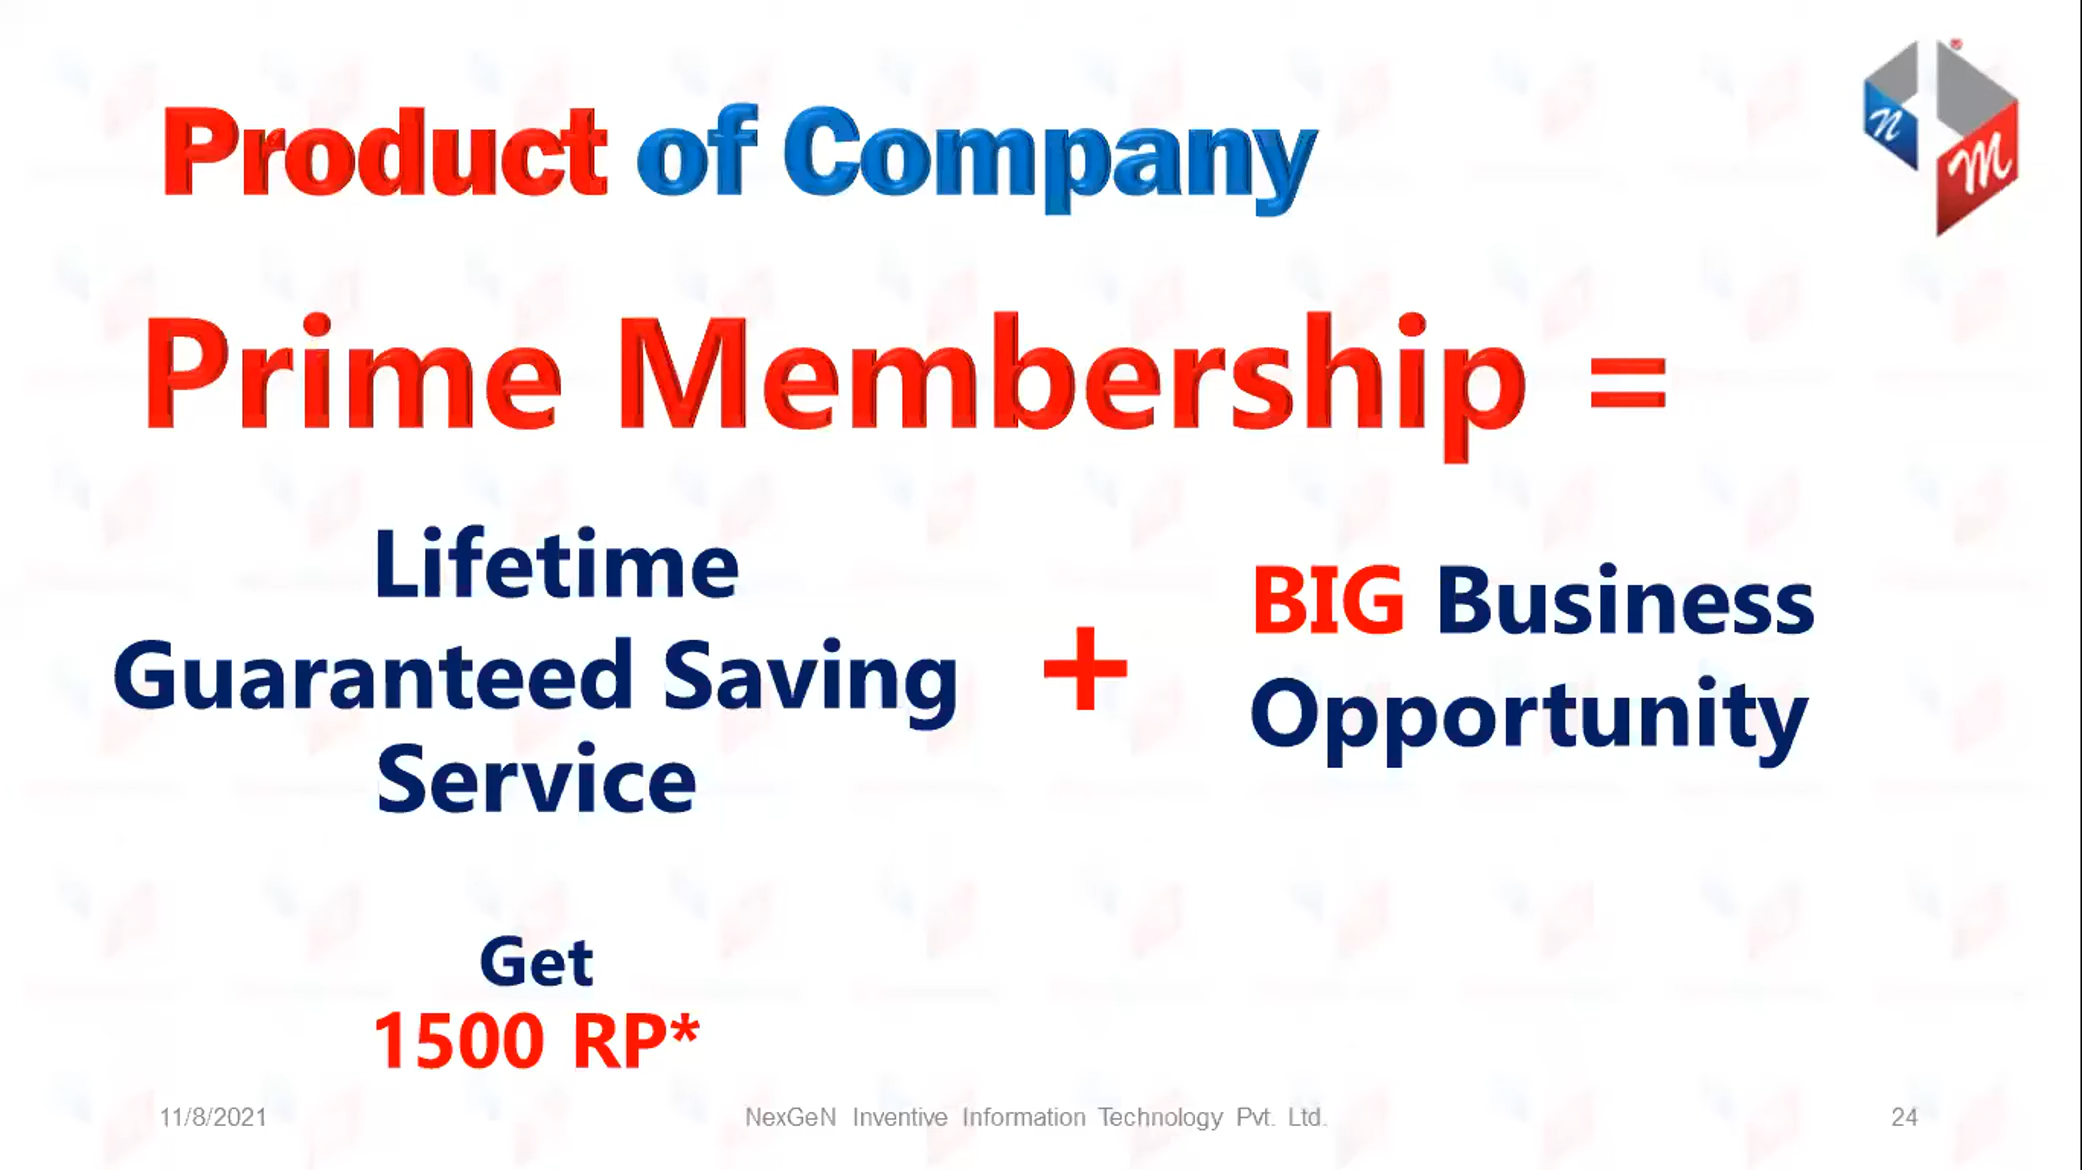 Product of Company
Prime Membership =
Lifetime
Guaranteed Saving
Service
+
BIG Business
Opportunity
Get
1500 RP*
11/8/2021
NexGeN Inventive Information Technology Pvt. Ltd.
24
n
M
®